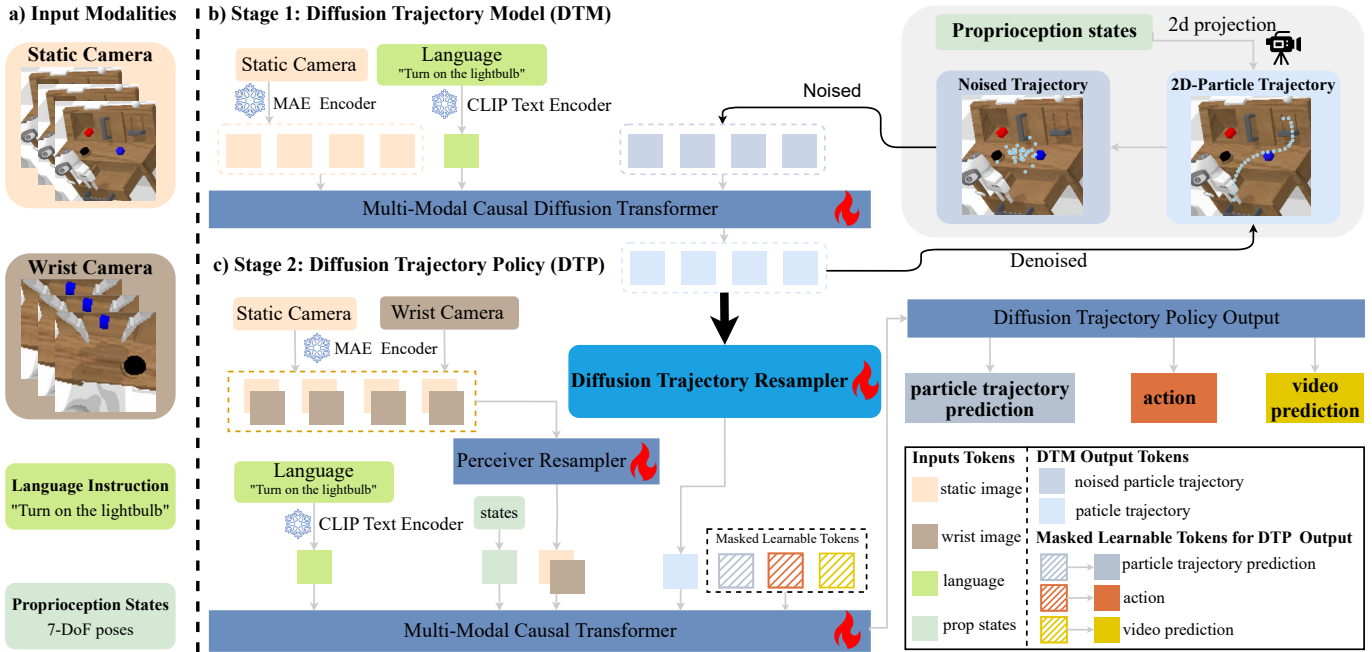 a) Input Modalities
Static Camera
Wrist Camera
Language Instruction
"Turn on the lightbulb"
Proprioception States
7-DoF poses
b) Stage 1: Diffusion Trajectory Model (DTM)
Static Camera
MAE Encoder
Language
"Turn on the lightbulb"
CLIP Text Encoder
Noised
Multi-Modal Causal Diffusion Transformer
Proprioception states
2d projection
Noised Trajectory
2D-Particle Trajectory
Denoised
c) Stage 2: Diffusion Trajectory Policy (DTP)
Static Camera
Wrist Camera
MAE Encoder
Diffusion Trajectory Resampler
Perceiver Resampler
Language
"Turn on the lightbulb"
CLIP Text Encoder
states
Masked Learnable Tokens
Multi-Modal Causal Transformer
Diffusion Trajectory Policy Output
particle trajectory
prediction
action
video
prediction
Inputs Tokens
static image
wrist image
language
prop states
DTM Output Tokens
noised particle trajectory
paticle trajectory
Masked Learnable Tokens for DTP Output
particle trajectory prediction
action
video prediction